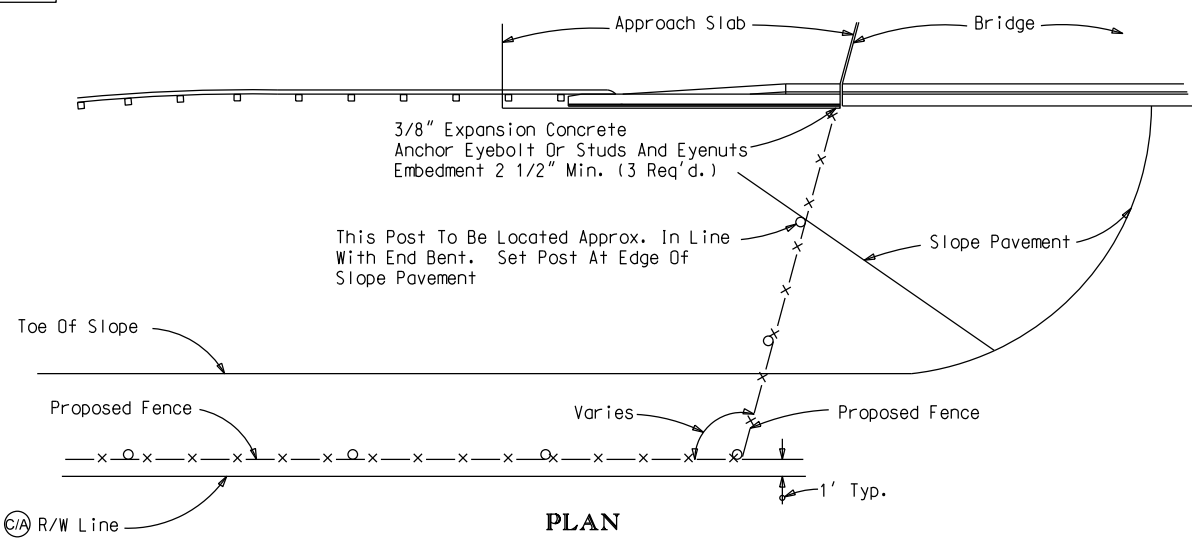 Approach Slab
Bridge
3/8" Expansion Concrete
Anchor Eyebolt Or Studs And Eyenuts
Embedment 2 1/2" Min. (3 Req'd.)
This Post To Be Located Approx. In Line
With End Bent. Set Post At Edge Of
Slope Pavement
Slope Pavement
Toe Of Slope
Proposed Fence
Varies
Proposed Fence
1' Typ.
C/A R/W Line
PLAN